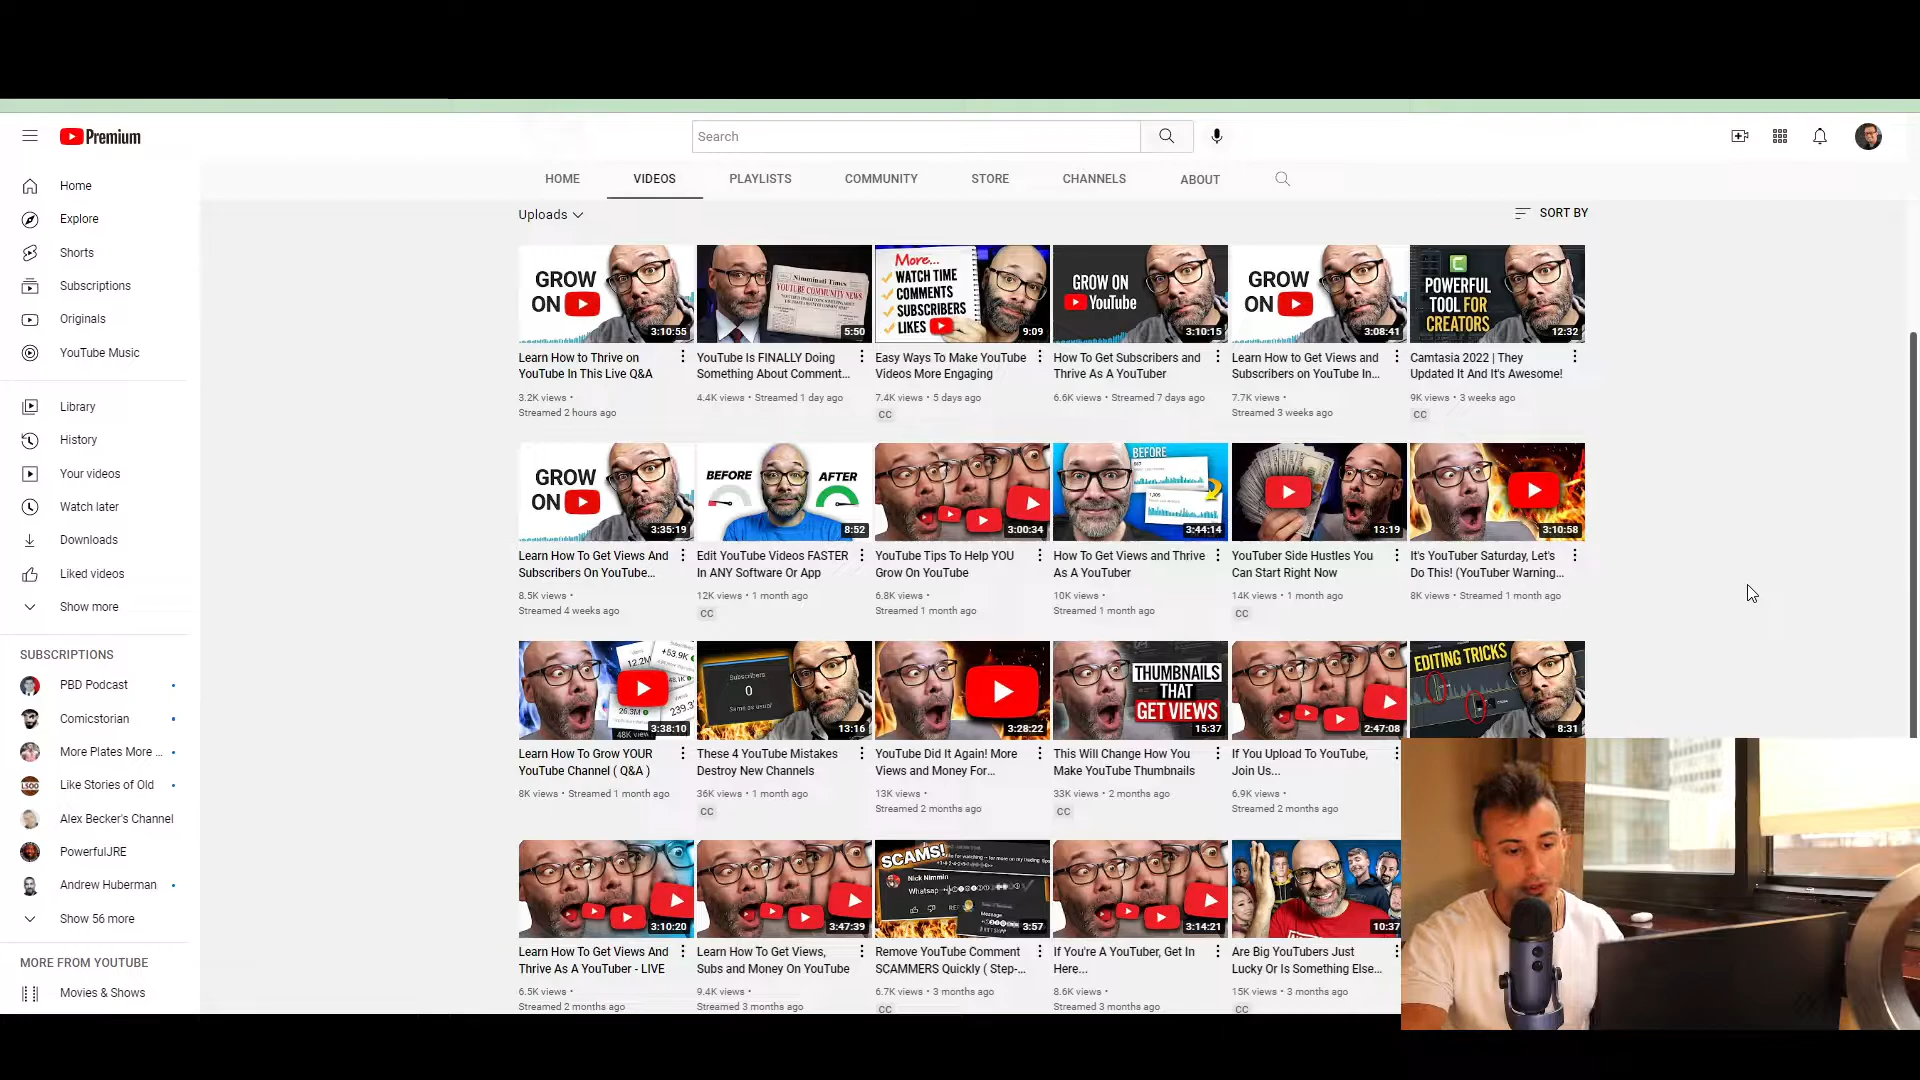 Premium
Search
Home
Explore
Shorts
Subscriptions
Originals
YouTube Music
Library
History
Your videos
Watch later
Downloads
Liked videos
Show more
SUBSCRIPTIONS
PBD Podcast
Comicstorian
More Plates More ...
Like Stories of Old
Alex Becker's Channel
PowerfulJRE
Andrew Huberman
Show 56 more
MORE FROM YOUTUBE
Movies & Shows
HOME VIDEOS PLAYLISTS COMMUNITY STORE CHANNELS ABOUT
Uploads
SORT BY
GROW
ON
3:10:55
Learn How to Thrive on
YouTube In This Live Q&A
3.2K views •
Streamed 2 hours ago
Nimminati Times
YOUTUBE COMMUNITY NEWS
5:50
YouTube Is FINALLY Doing
Something About Comment...
4.4K views • Streamed 1 day ago
More...
WATCH TIME
COMMENTS
SUBSCRIBERS
LIKES
9:09
Easy Ways To Make YouTube
Videos More Engaging
7.4K views • 5 days ago
CC
GROW ON
YouTube
3:10:15
How To Get Subscribers and
Thrive As A YouTuber
6.6K views • Streamed 7 days ago
GROW
ON
3:08:41
Learn How to Get Views and
Subscribers on YouTube In...
7.7K views •
Streamed 3 weeks ago
POWERFUL
TOOL FOR
CREATORS
12:32
Camtasia 2022 | They
Updated It And It's Awesome!
9K views • 3 weeks ago
CC
GROW
ON
3:35:19
Learn How To Get Views And
Subscribers On YouTube...
8.5K views •
Streamed 4 weeks ago
BEFORE AFTER
8:52
Edit YouTube Videos FASTER
In ANY Software Or App
12K views • 1 month ago
CC
3:00:34
YouTube Tips To Help YOU
Grow On YouTube
6.8K views •
Streamed 1 month ago
BEFORE
3:44:14
How To Get Views and Thrive
As A YouTuber
10K views •
Streamed 1 month ago
13:19
YouTuber Side Hustles You
Can Start Right Now
14K views • 1 month ago
CC
3:10:58
It's YouTuber Saturday, Let's
Do This! (YouTuber Warning...
8K views • Streamed 1 month ago
12.2M
+53.9K
26.3M
239.3
48K view
3:38:10
Learn How To Grow YOUR
YouTube Channel ( Q&A )
8K views • Streamed 1 month ago
Subscribers
0
Same as usual
13:16
These 4 YouTube Mistakes
Destroy New Channels
36K views • 1 month ago
CC
3:28:22
YouTube Did It Again! More
Views and Money For...
13K views •
Streamed 2 months ago
THUMBNAILS
THAT
GET VIEWS
15:37
This Will Change How You
Make YouTube Thumbnails
33K views • 2 months ago
CC
2:47:08
If You Upload To YouTube,
Join Us...
6.9K views •
Streamed 2 months ago
EDITING TRICKS
8:31
3:10:20
Learn How To Get Views And
Thrive As A YouTuber - LIVE
6.5K views •
Streamed 2 months ago
3:47:39
Learn How To Get Views,
Subs and Money On YouTube
9.4K views •
Streamed 3 months ago
SCAMS!
Nick Nimmin
Whatsap
Message
3:57
Remove YouTube Comment
SCAMMERS Quickly ( Step-...
6.7K views • 3 months ago
CC
3:14:21
If You're A YouTuber, Get In
Here...
8.6K views •
Streamed 3 months ago
10:37
Are Big YouTubers Just
Lucky Or Is Something Else...
15K views • 3 months ago
CC